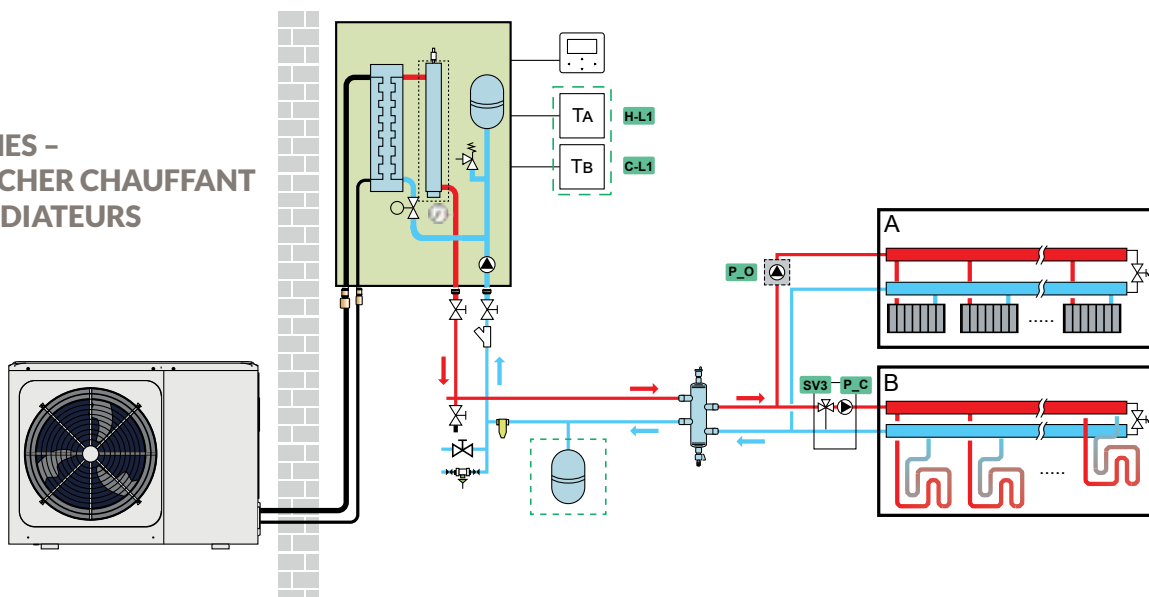 IES –
CHER CHAUFFANT
DIATEURS
TA
H-L1
TB
C-L1
A
P_O
.....
SV3
P_C
B
.....